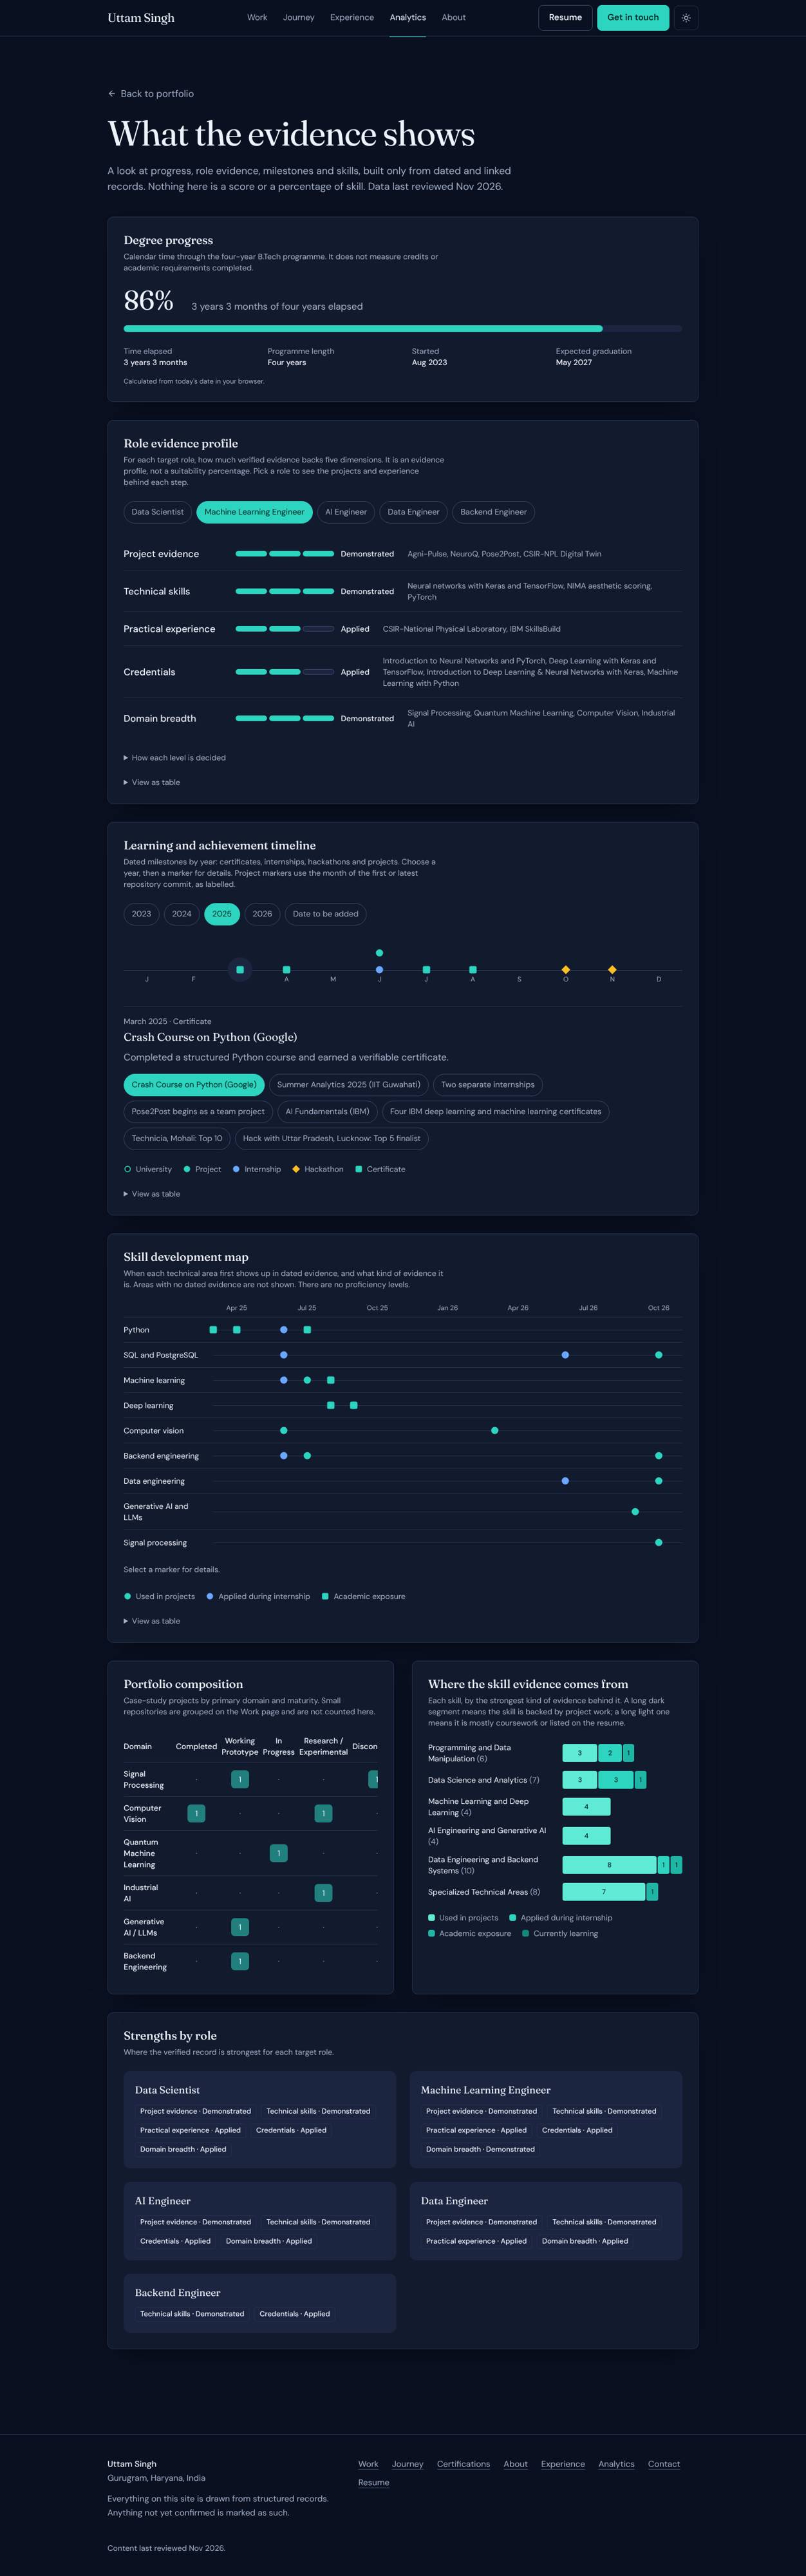 Uttam Singh
Work Journey Experience Analytics About
Resume Get in touch
← Back to portfolio
What the evidence shows
A look at progress, role evidence, milestones and skills, built only from dated and linked
records. Nothing here is a score or a percentage of skill. Data last reviewed Nov 2026.
Degree progress
Calendar time through the four-year B.Tech programme. It does not measure credits or
academic requirements completed.
86% 3 years 3 months of four years elapsed
Time elapsed Programme length Started Expected graduation
3 years 3 months Four years Aug 2023 May 2027
Calculated from today's date in your browser.
Role evidence profile
For each target role, how much verified evidence backs five dimensions. It is an evidence
profile, not a suitability percentage. Pick a role to see the projects and experience
behind each step.
Data Scientist Machine Learning Engineer AI Engineer Data Engineer Backend Engineer
Project evidence Demonstrated Agni-Pulse, NeuroQ, Pose2Post, CSIR-NPL Digital Twin
Technical skills Demonstrated Neural networks with Keras and TensorFlow, NIMA aesthetic scoring,
PyTorch
Practical experience Applied CSIR-National Physical Laboratory, IBM SkillsBuild
Credentials Applied Introduction to Neural Networks and PyTorch, Deep Learning with Keras and
TensorFlow, Introduction to Deep Learning & Neural Networks with Keras, Machine
Learning with Python
Domain breadth Demonstrated Signal Processing, Quantum Machine Learning, Computer Vision, Industrial
AI
▶ How each level is decided
▶ View as table
Learning and achievement timeline
Dated milestones by year: certificates, internships, hackathons and projects. Choose a
year, then a marker for details. Project markers use the month of the first or latest
repository commit, as labelled.
2023 2024 2025 2026 Date to be added
J F A M J J A S O N D
March 2025 · Certificate
Crash Course on Python (Google)
Completed a structured Python course and earned a verifiable certificate.
Crash Course on Python (Google) Summer Analytics 2025 (IIT Guwahati) Two separate internships
Pose2Post begins as a team project AI Fundamentals (IBM) Four IBM deep learning and machine learning certificates
Technicia, Mohali: Top 10 Hack with Uttar Pradesh, Lucknow: Top 5 finalist
University Project Internship Hackathon Certificate
▶ View as table
Skill development map
When each technical area first shows up in dated evidence, and what kind of evidence it
is. Areas with no dated evidence are not shown. There are no proficiency levels.
Apr 25 Jul 25 Oct 25 Jan 26 Apr 26 Jul 26 Oct 26
Python
SQL and PostgreSQL
Machine learning
Deep learning
Computer vision
Backend engineering
Data engineering
Generative AI and
LLMs
Signal processing
Select a marker for details.
Used in projects Applied during internship Academic exposure
▶ View as table
Portfolio composition
Case-study projects by primary domain and maturity. Small
repositories are grouped on the Work page and are not counted here.
Domain Completed Working Prototype In Progress Research / Experimental Discon
Signal Processing - 1 - - 1
Computer Vision 1 - - 1 -
Quantum Machine Learning - - 1 - -
Industrial AI - - - 1 -
Generative AI / LLMs - 1 - - -
Backend Engineering - 1 - - -
Where the skill evidence comes from
Each skill, by the strongest kind of evidence behind it. A long dark
segment means the skill is backed by project work; a long light one
means it is mostly coursework or listed on the resume.
Programming and Data
Manipulation (6) 3 2 1
Data Science and Analytics (7) 3 3 1
Machine Learning and Deep
Learning (4) 4
AI Engineering and Generative AI
(4) 4
Data Engineering and Backend
Systems (10) 8 1 1
Specialized Technical Areas (8) 7 1
Used in projects Applied during internship
Academic exposure Currently learning
Strengths by role
Where the verified record is strongest for each target role.
Data Scientist
Project evidence · Demonstrated Technical skills · Demonstrated
Practical experience · Applied Credentials · Applied
Domain breadth · Applied
Machine Learning Engineer
Project evidence · Demonstrated Technical skills · Demonstrated
Practical experience · Applied Credentials · Applied
Domain breadth · Demonstrated
AI Engineer
Project evidence · Demonstrated Technical skills · Demonstrated
Credentials · Applied Domain breadth · Applied
Data Engineer
Project evidence · Demonstrated Technical skills · Demonstrated
Practical experience · Applied Domain breadth · Applied
Backend Engineer
Technical skills · Demonstrated Credentials · Applied
Uttam Singh
Gurugram, Haryana, India
Everything on this site is drawn from structured records.
Anything not yet confirmed is marked as such.
Work Journey Certifications About Experience Analytics Contact
Resume
Content last reviewed Nov 2026.